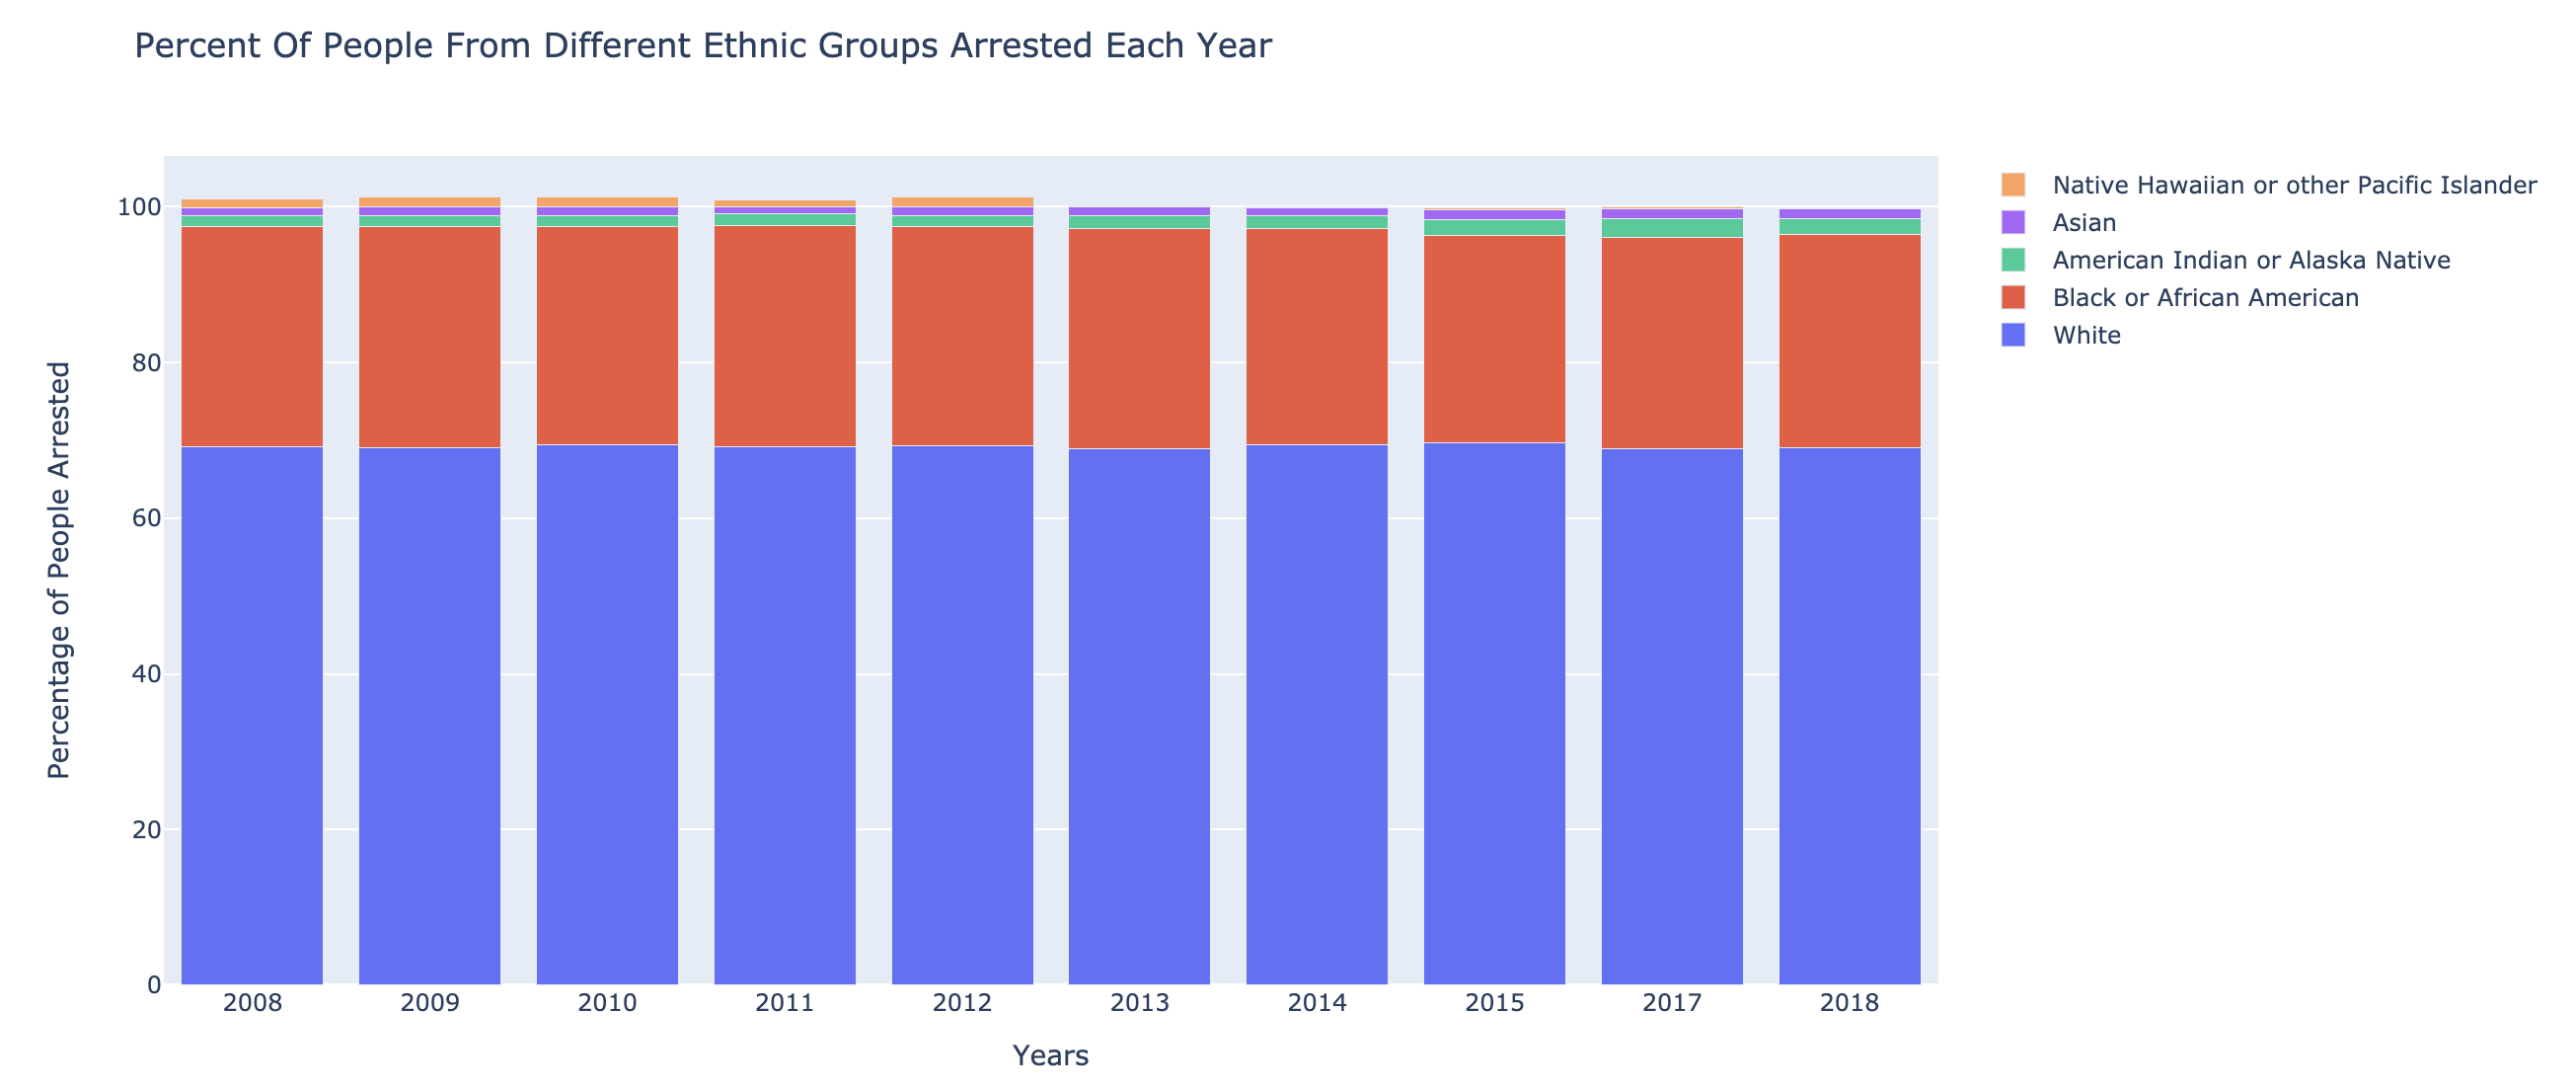 Percent Of People From Different Ethnic Groups Arrested Each Year
Native Hawaiian or other Pacific Islander
Asian
American Indian or Alaska Native
Black or African American
White
Percentage of People Arrested
100
80
60
40
20
0
2008 2009 2010 2011 2012 2013 2014 2015 2017 2018
Years